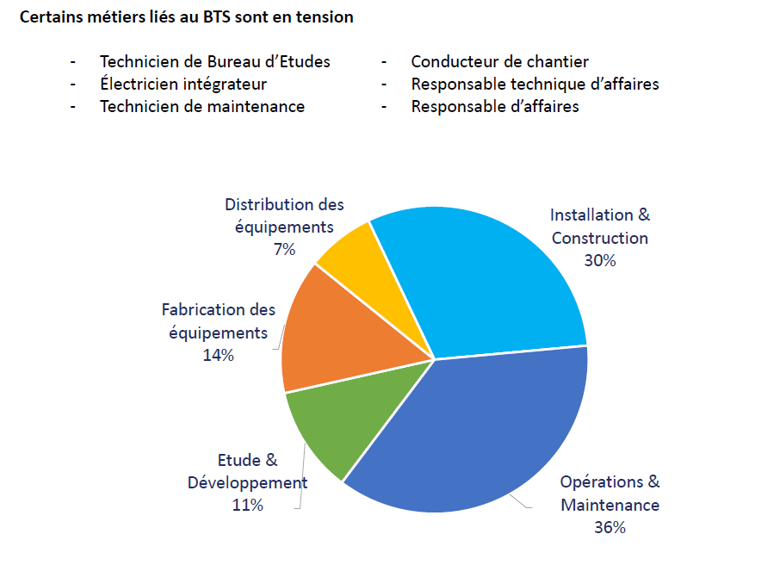 Certains métiers liés au BTS sont en tension
- Technicien de Bureau d'Etudes
- Électricien intégrateur
- Technicien de maintenance
- Conducteur de chantier
- Responsable technique d'affaires
- Responsable d'affaires
Distribution des
équipements
7%
Installation &
Construction
30%
Fabrication des
équipements
14%
Etude &
Développement
11%
Opérations &
Maintenance
36%